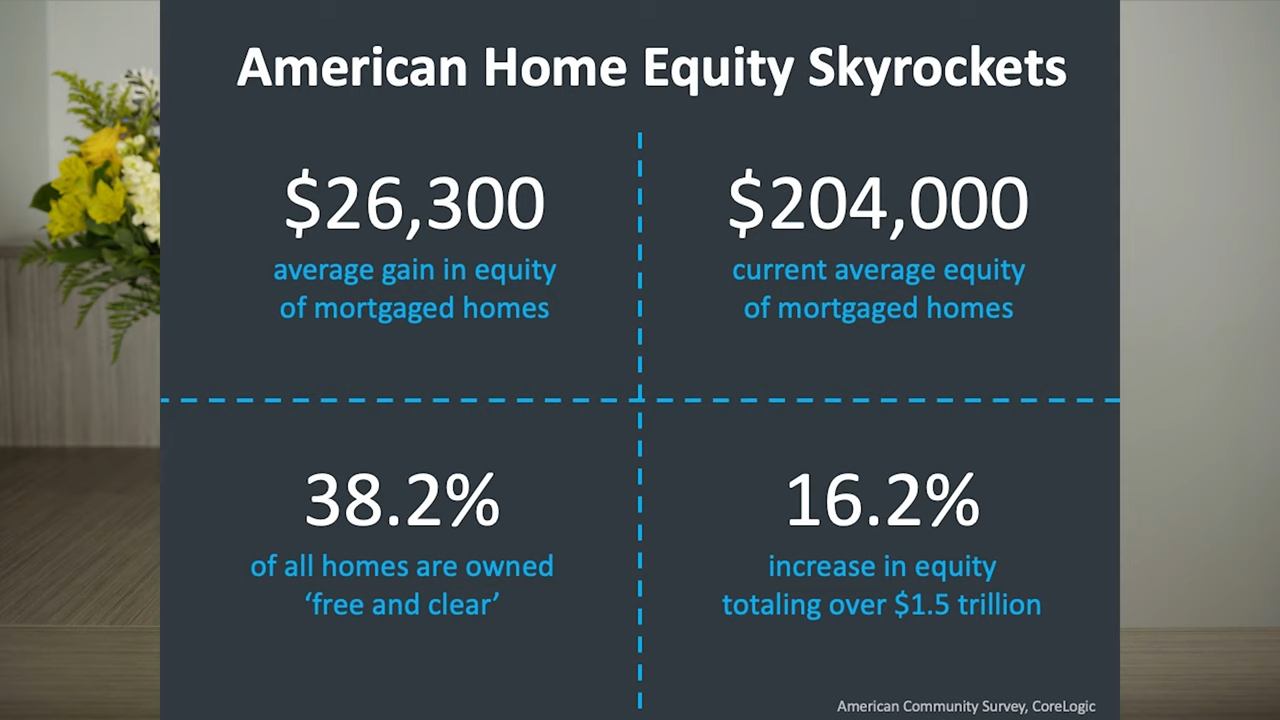 American Home Equity Skyrockets
$26,300
average gain in equity
of mortgaged homes
$204,000
current average equity
of mortgaged homes
38.2%
of all homes are owned
‘free and clear’
16.2%
increase in equity
totaling over $1.5 trillion
American Community Survey, CoreLogic